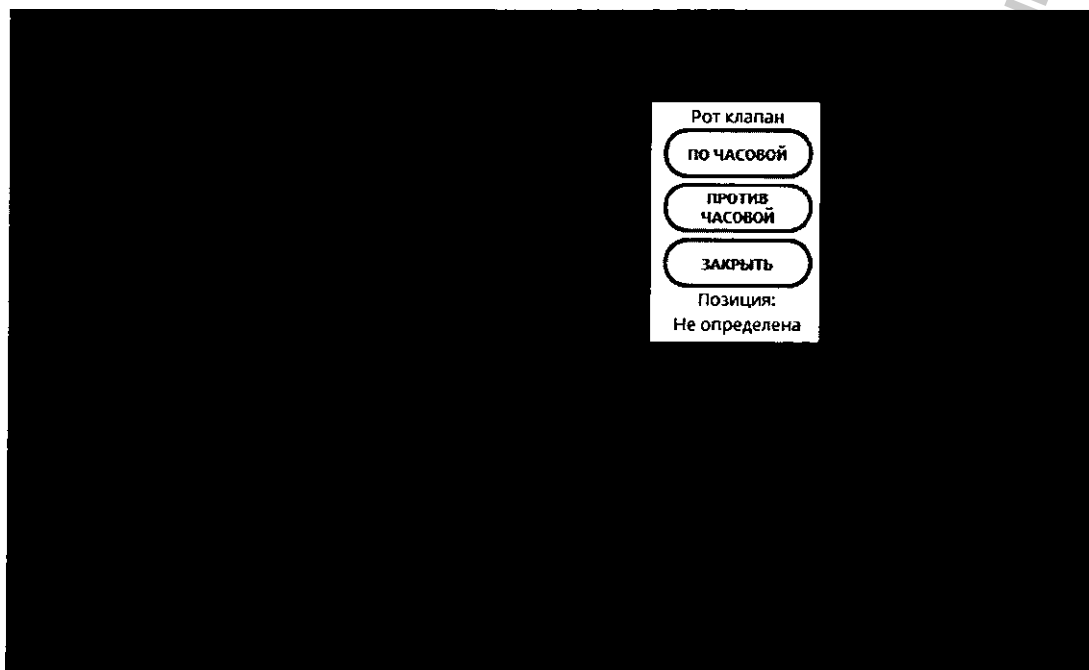 Рот клапан
ПО ЧАСОВОЙ
ПРОТИВ
ЧАСОВОЙ
ЗАКРЫТЬ
Позиция:
Не определена